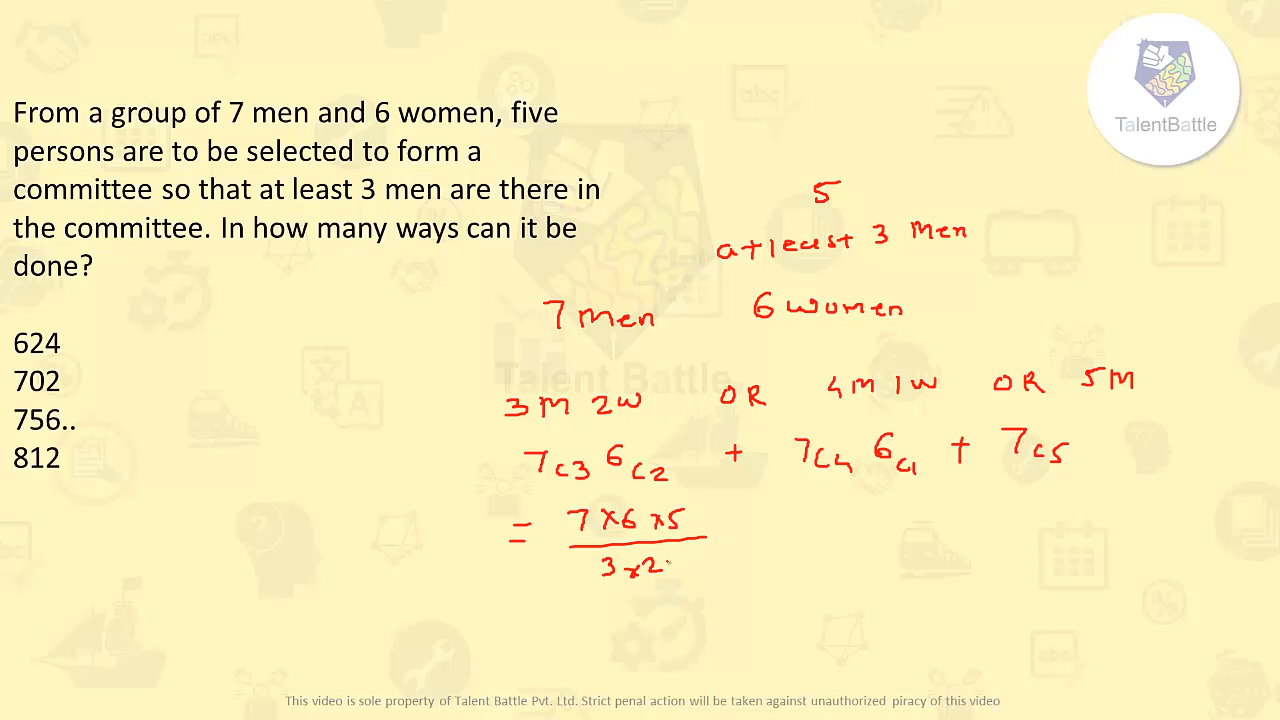 From a group of 7 men and 6 women, five
persons are to be selected to form a
committee so that at least 3 men are there in
the committee. In how many ways can it be
done?
624
702
756..
812
TalentBattle
5
atleast 3 Men
7 Men 6 women
Talent Battle
3M 2W OR 4M 1W OR 5M
7C3 6C2 + 7C4 6C1 + 7C5
= 7×6×5
3×2
This video is sole property of Talent Battle Pvt. Ltd. Strict penal action will be taken against unauthorized piracy of this video